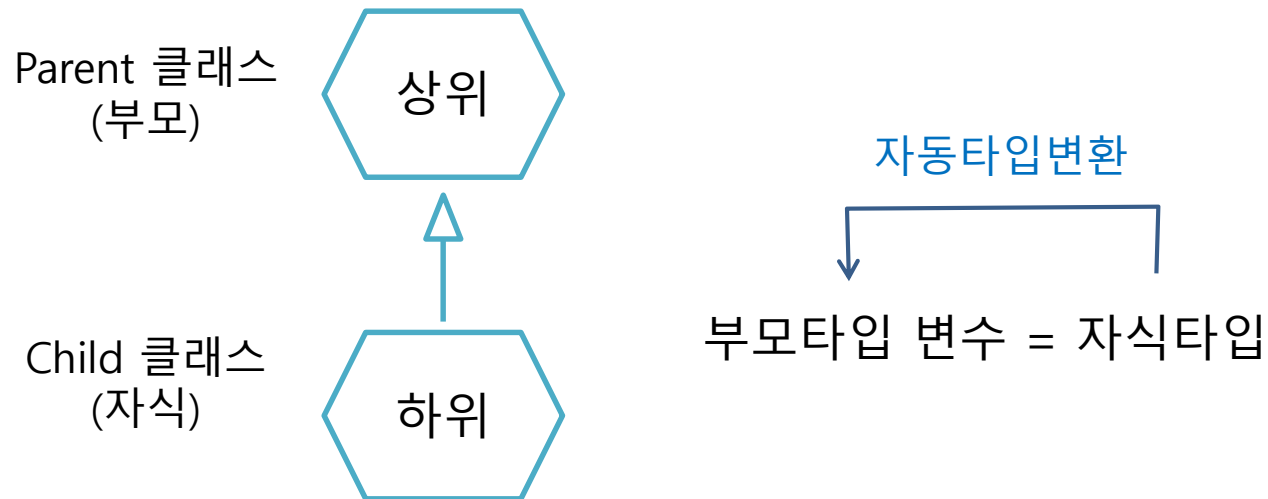 Parent 클래스
(부모)
상위
자동타입변환
부모타입 변수 = 자식타입
Child 클래스
(자식)
하위